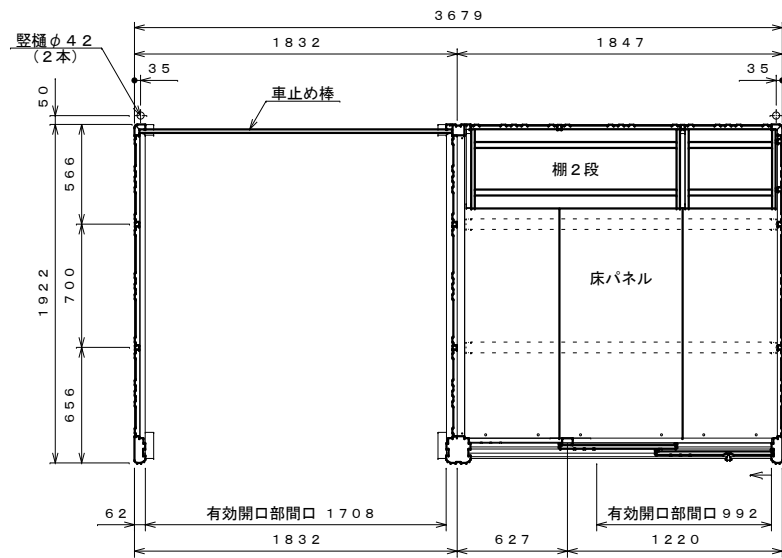 3679
1832
1847
竪樋φ42
(2本)
35
35
50
車止め棒
566
棚2段
1922
700
床パネル
656
62
有効開口部間口 1708
有効開口部間口 992
1832
627
1220